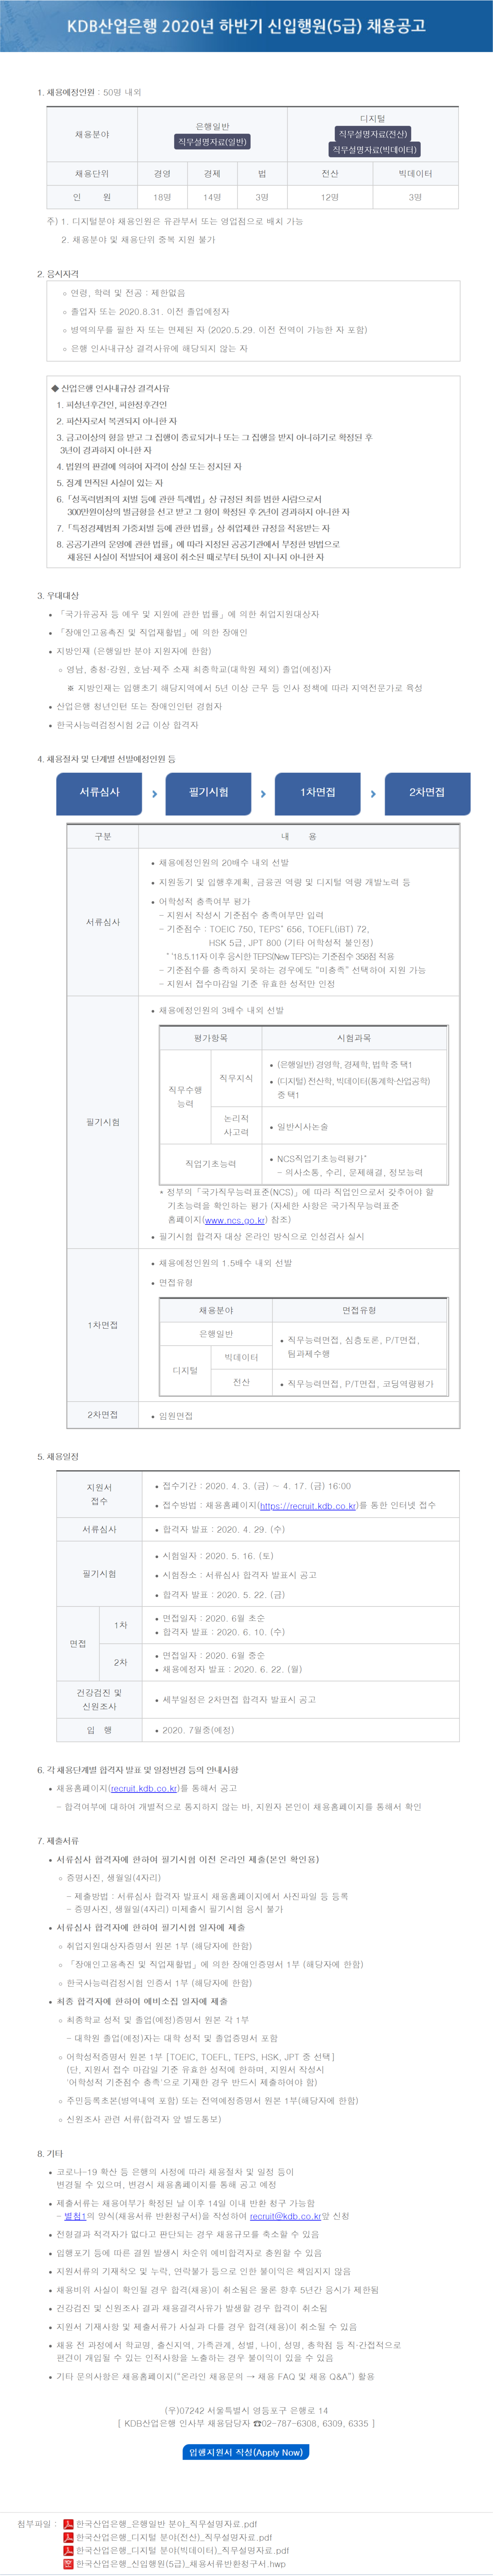 KDB산업은행 2020년 하반기 신입행원(5급) 채용공고
1. 채용예정인원 : 50명 내외
채용분야
은행일반
직무설명자료(일반)
디지털
직무설명자료(전산)
직무설명자료(빅데이터)
채용단위 경영 경제 법 전산 빅데이터
인 원 18명 14명 3명 12명 3명
주) 1. 디지털분야 채용인원은 유관부서 또는 영업점으로 배치 가능
2. 채용분야 및 채용단위 중복 지원 불가
2. 응시자격
○ 연령, 학력 및 전공 : 제한없음
○ 졸업자 또는 2020.8.31. 이전 졸업예정자
○ 병역의무를 필한 자 또는 면제된 자 (2020.5.29. 이전 전역이 가능한 자 포함)
○ 은행 인사내규상 결격사유에 해당되지 않는 자
◆ 산업은행 인사내규상 결격사유
1. 피성년후견인, 피한정후견인
2. 파산자로서 복권되지 아니한 자
3. 금고이상의 형을 받고 그 집행이 종료되거나 또는 그 집행을 받지 아니하기로 확정된 후
3년이 경과하지 아니한 자
4. 법원의 판결에 의하여 자격이 상실 또는 정지된 자
5. 징계 면직된 사실이 있는 자
6. 「성폭력범죄의 처벌 등에 관한 특례법」상 규정된 죄를 범한 사람으로서
300만원이상의 벌금형을 선고 받고 그 형이 확정된 후 2년이 경과하지 아니한 자
7. 「특정경제범죄 가중처벌 등에 관한 법률」상 취업제한 규정을 적용받는 자
8. 공공기관의 운영에 관한 법률」에 따라 지정된 공공기관에서 부정한 방법으로
채용된 사실이 적발되어 채용이 취소된 때로부터 5년이 지나지 아니한 자
3. 우대대상
• 「국가유공자 등 예우 및 지원에 관한 법률」에 의한 취업지원대상자
• 「장애인고용촉진 및 직업재활법」에 의한 장애인
• 지방인재 (은행일반 분야 지원자에 한함)
○ 영남, 충청·강원, 호남·제주 소재 최종학교(대학원 제외) 졸업(예정)자
※ 지방인재는 입행초기 해당지역에서 5년 이상 근무 등 인사 정책에 따라 지역전문가로 육성
• 산업은행 청년인턴 또는 장애인인턴 경험자
• 한국사능력검정시험 2급 이상 합격자
4. 채용절차 및 단계별 선발예정인원 등
서류심사 > 필기시험 > 1차면접 > 2차면접
구분 내 용
서류심사
• 채용예정인원의 20배수 내외 선발
• 지원동기 및 입행후계획, 금융권 역량 및 디지털 역량 개발노력 등
• 어학성적 충족여부 평가
- 지원서 작성시 기준점수 충족여부만 입력
- 기준점수 : TOEIC 750, TEPS* 656, TOEFL(iBT) 72,
HSK 5급, JPT 800 (기타 어학성적 불인정)
* '18.5.11자 이후 응시한 TEPS(New TEPS)는 기준점수 358점 적용
- 기준점수를 충족하지 못하는 경우에도 "미충족" 선택하여 지원 가능
- 지원서 접수마감일 기준 유효한 성적만 인정
필기시험
• 채용예정인원의 3배수 내외 선발
평가항목 시험과목
직무수행
능력
직무지식
• (은행일반) 경영학, 경제학, 법학 중 택1
• (디지털) 전산학, 빅데이터(통계학·산업공학)
중 택1
논리적
사고력
• 일반시사논술
직업기초능력
• NCS직업기초능력평가*
- 의사소통, 수리, 문제해결, 정보능력
* 정부의 「국가직무능력표준(NCS)」에 따라 직업인으로서 갖추어야 할
기초능력을 확인하는 평가 (자세한 사항은 국가직무능력표준
홈페이지(www.ncs.go.kr) 참조)
• 필기시험 합격자 대상 온라인 방식으로 인성검사 실시
1차면접
• 채용예정인원의 1.5배수 내외 선발
• 면접유형
채용분야 면접유형
은행일반
디지털
빅데이터
• 직무능력면접, 심층토론, P/T면접,
팀과제수행
전산
• 직무능력면접, P/T면접, 코딩역량평가
2차면접
• 임원면접
5. 채용일정
지원서
접수
• 접수기간 : 2020. 4. 3. (금) ~ 4. 17. (금) 16:00
• 접수방법 : 채용홈페이지(https://recruit.kdb.co.kr)를 통한 인터넷 접수
서류심사
• 합격자 발표 : 2020. 4. 29. (수)
필기시험
• 시험일자 : 2020. 5. 16. (토)
• 시험장소 : 서류심사 합격자 발표시 공고
• 합격자 발표 : 2020. 5. 22. (금)
면접
1차
• 면접일자 : 2020. 6월 초순
• 합격자 발표 : 2020. 6. 10. (수)
2차
• 면접일자 : 2020. 6월 중순
• 채용예정자 발표 : 2020. 6. 22. (월)
건강검진 및
신원조사
• 세부일정은 2차면접 합격자 발표시 공고
입 행
• 2020. 7월중(예정)
6. 각 채용단계별 합격자 발표 및 일정변경 등의 안내사항
• 채용홈페이지(recruit.kdb.co.kr)를 통해서 공고
- 합격여부에 대하여 개별적으로 통지하지 않는 바, 지원자 본인이 채용홈페이지를 통해서 확인
7. 제출서류
• 서류심사 합격자에 한하여 필기시험 이전 온라인 제출(본인 확인용)
○ 증명사진, 생월일(4자리)
- 제출방법 : 서류심사 합격자 발표시 채용홈페이지에서 사진파일 등 등록
- 증명사진, 생월일(4자리) 미제출시 필기시험 응시 불가
• 서류심사 합격자에 한하여 필기시험 일자에 제출
○ 취업지원대상자증명서 원본 1부 (해당자에 한함)
○ 「장애인고용촉진 및 직업재활법」에 의한 장애인증명서 1부 (해당자에 한함)
○ 한국사능력검정시험 인증서 1부 (해당자에 한함)
• 최종 합격자에 한하여 예비소집 일자에 제출
○ 최종학교 성적 및 졸업(예정)증명서 원본 각 1부
- 대학원 졸업(예정)자는 대학 성적 및 졸업증명서 포함
○ 어학성적증명서 원본 1부 [TOEIC, TOEFL, TEPS, HSK, JPT 중 선택]
(단, 지원서 접수 마감일 기준 유효한 성적에 한하며, 지원서 작성시
'어학성적 기준점수 충족'으로 기재한 경우 반드시 제출하여야 함)
○ 주민등록초본(병역내역 포함) 또는 전역예정증명서 원본 1부(해당자에 한함)
○ 신원조사 관련 서류(합격자 앞 별도통보)
8. 기타
• 코로나-19 확산 등 은행의 사정에 따라 채용절차 및 일정 등이
변경될 수 있으며, 변경시 채용홈페이지를 통해 공고 예정
• 제출서류는 채용여부가 확정된 날 이후 14일 이내 반환 청구 가능함
- 별첨1의 양식(채용서류 반환청구서)을 작성하여 recruit@kdb.co.kr앞 신청
• 전형결과 적격자가 없다고 판단되는 경우 채용규모를 축소할 수 있음
• 입행포기 등에 따른 결원 발생시 차순위 예비합격자로 충원할 수 있음
• 지원서류의 기재착오 및 누락, 연락불가 등으로 인한 불이익은 책임지지 않음
• 채용비위 사실이 확인될 경우 합격(채용)이 취소됨은 물론 향후 5년간 응시가 제한됨
• 건강검진 및 신원조사 결과 채용결격사유가 발생할 경우 합격이 취소됨
• 지원서 기재사항 및 제출서류가 사실과 다를 경우 합격(채용)이 취소될 수 있음
• 채용 전 과정에서 학교명, 출신지역, 가족관계, 성별, 나이, 성명, 총학점 등 직·간접적으로
편견이 개입될 수 있는 인적사항을 노출하는 경우 불이익이 있을 수 있음
• 기타 문의사항은 채용홈페이지("온라인 채용문의 → 채용 FAQ 및 채용 Q&A") 활용
(우)07242 서울특별시 영등포구 은행로 14
[ KDB산업은행 인사부 채용담당자 ☎02-787-6308, 6309, 6335 ]
입행지원서 작성(Apply Now)
첨부파일 : 한국산업은행_은행일반 분야_직무설명자료.pdf
한국산업은행_디지털 분야(전산)_직무설명자료.pdf
한국산업은행_디지털 분야(빅데이터)_직무설명자료.pdf
한국산업은행_신입행원(5급)_채용서류반환청구서.hwp